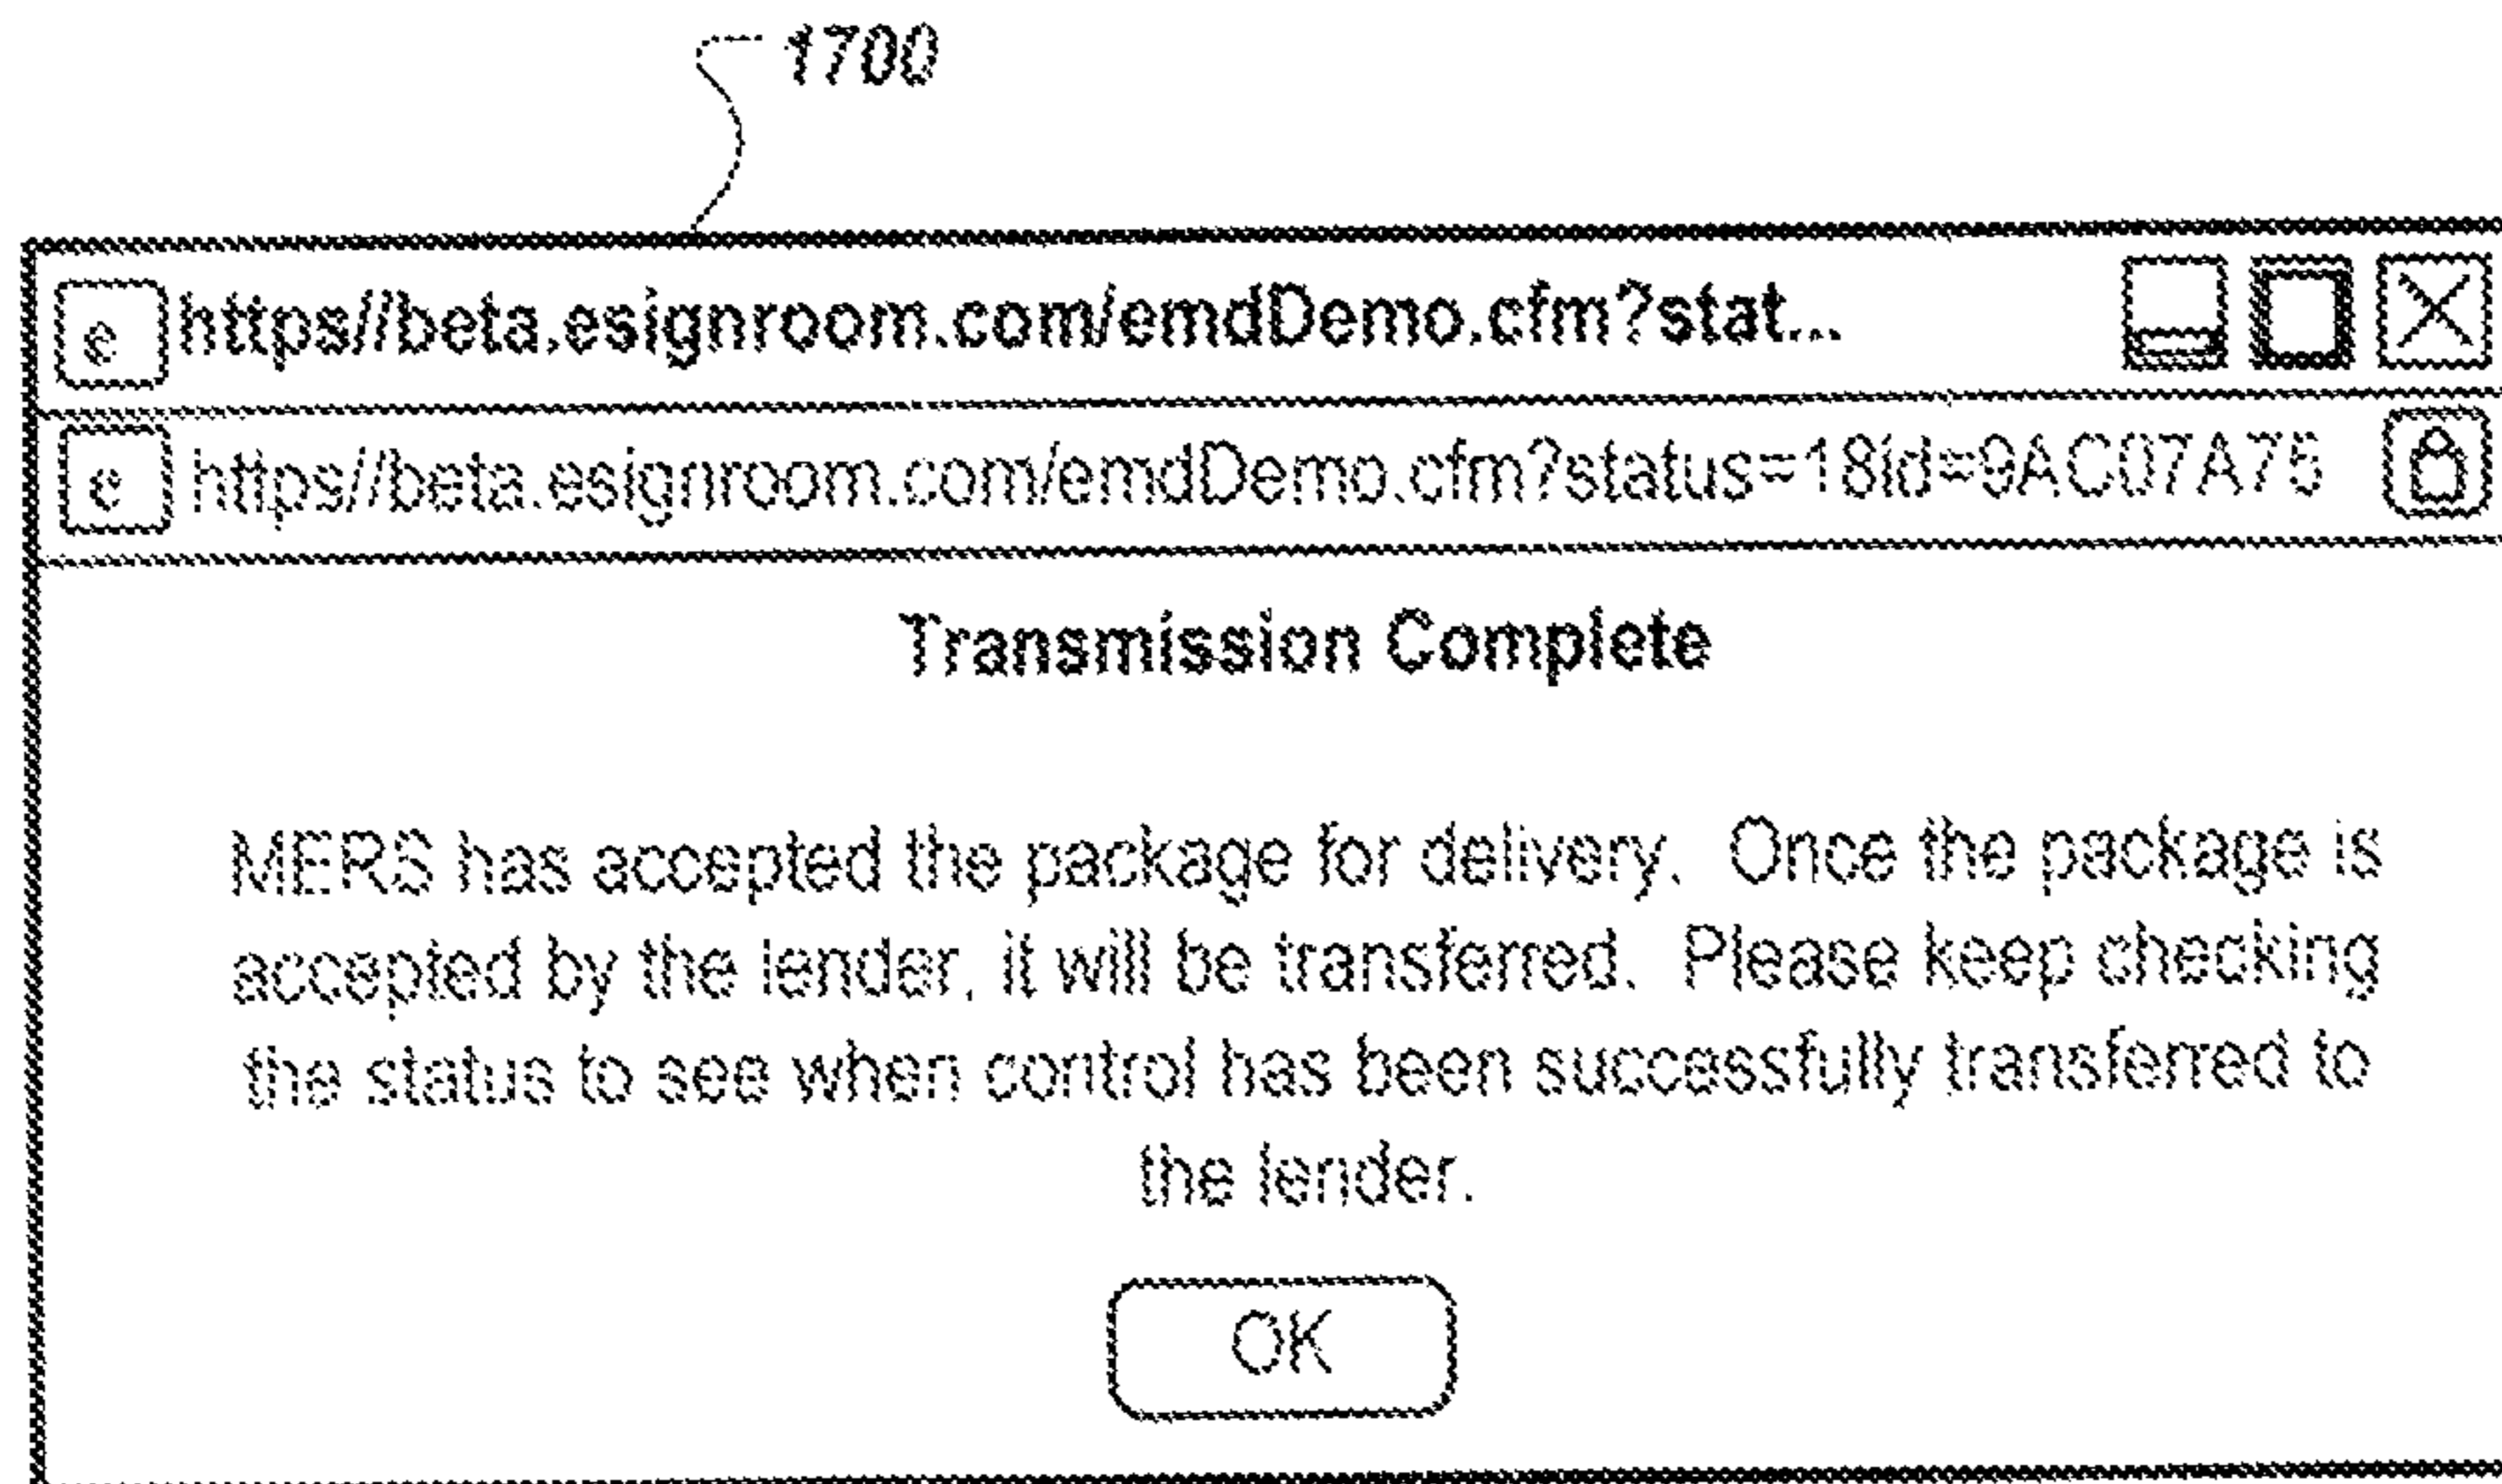 1700
e https//beta.esignroom.com/emdDemo.cfm?stat...
e https//beta.esignroom.com/emdDemo.cfm?status=18id=9AC07A75
Transmission Complete
MERS has accepted the package for delivery. Once the package is
accepted by the lender, it will be transferred. Please keep checking
the status to see when control has been successfully transferred to
the lender.
OK